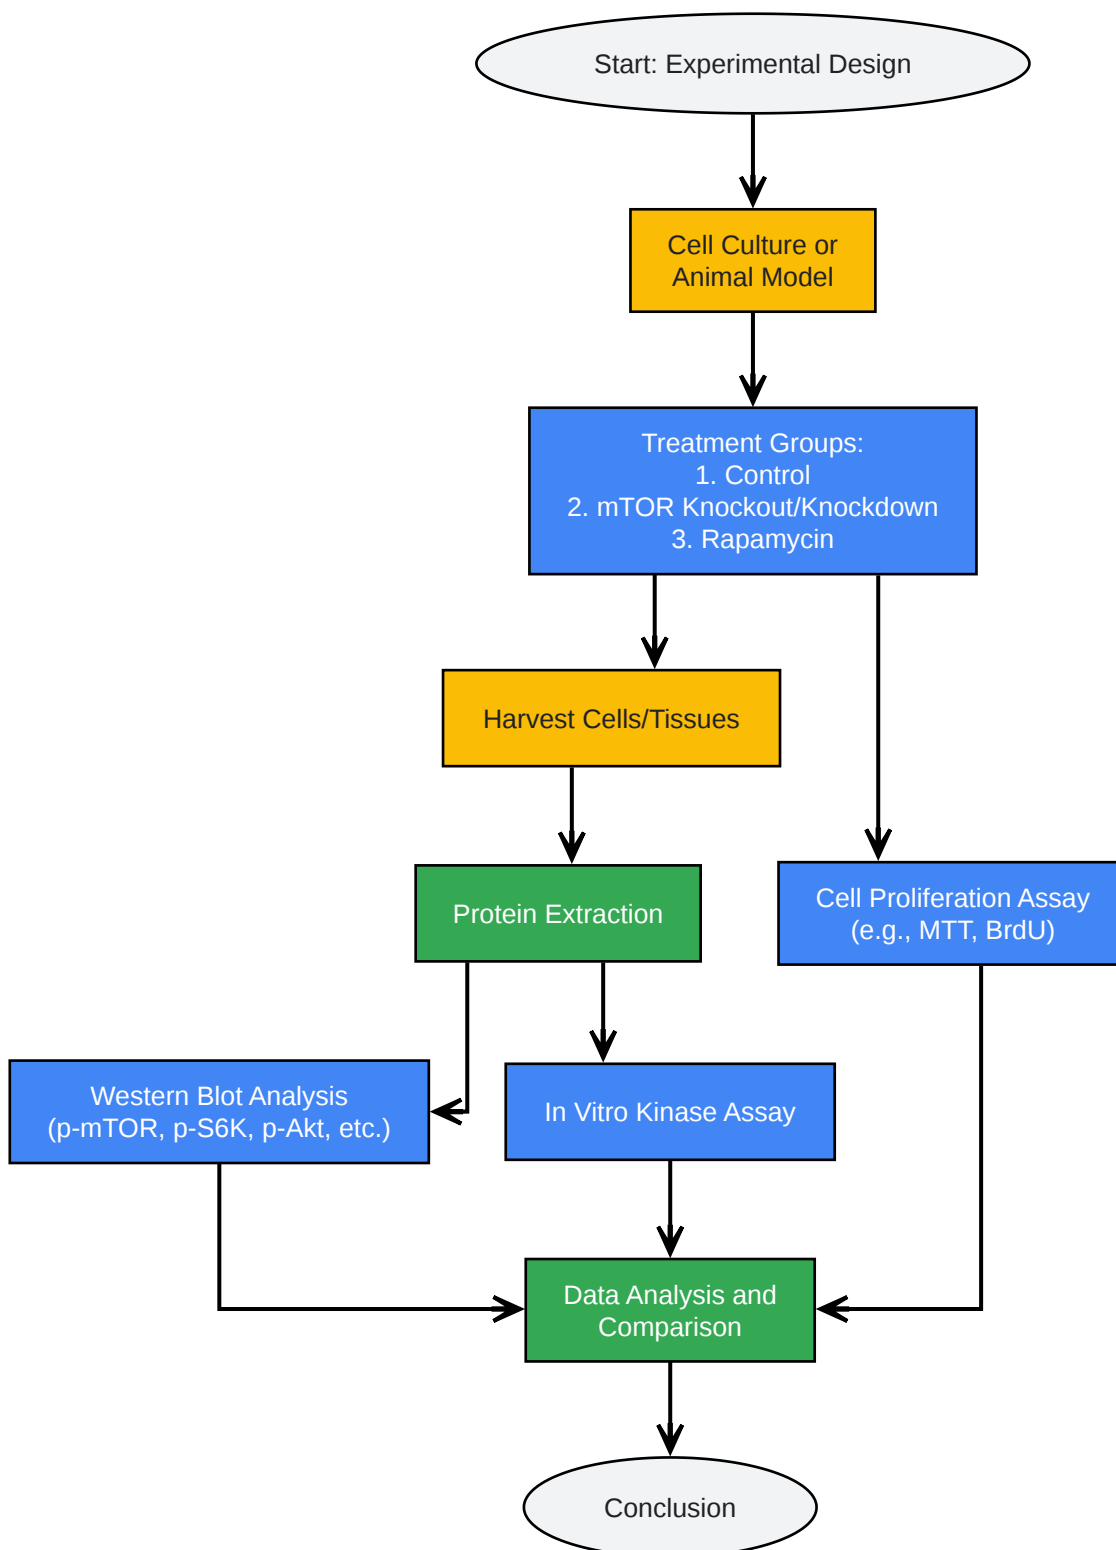 Start: Experimental Design
Cell Culture or
Animal Model
Treatment Groups:
1. Control
2. mTOR Knockout/Knockdown
3. Rapamycin
Harvest Cells/Tissues
Protein Extraction
Cell Proliferation Assay
(e.g., MTT, BrdU)
Western Blot Analysis
(p-mTOR, p-S6K, p-Akt, etc.)
In Vitro Kinase Assay
Data Analysis and
Comparison
Conclusion